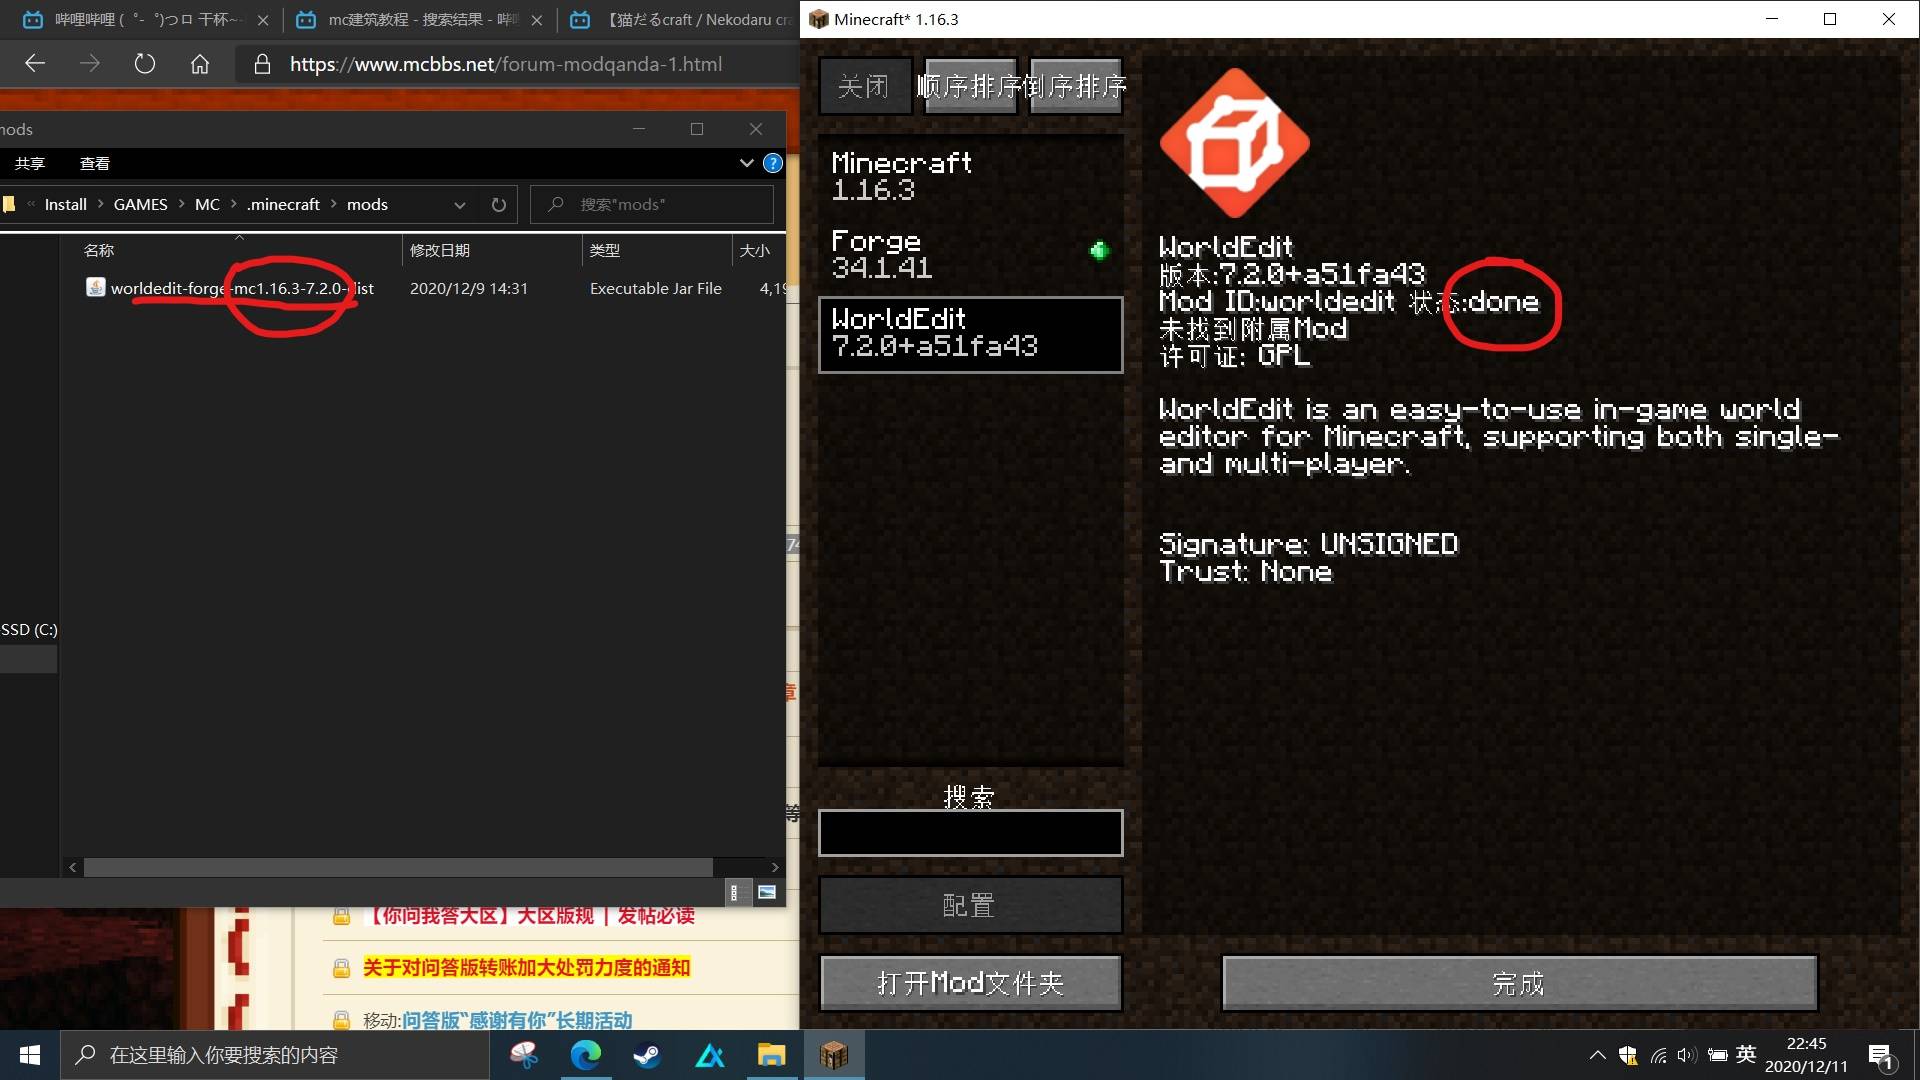 哔哩哔哩 (゜-゜)つロ 干杯~-
mc建筑教程 - 搜索结果 - 哔哩
【猫だるcraft / Nekodaru cra
https://www.mcbbs.net/forum-modqanda-1.html
mods
共享
查看
Install
GAMES
MC
.minecraft
mods
搜索"mods"
名称
修改日期
类型
大小
worldedit-forge-mc1.16.3-7.2.0-dist
2020/12/9 14:31
Executable Jar File
4,19
SSD (C:)
74
章
等
【你问我答大区】大区版规 | 发帖必读
关于对问答版转账加大处罚力度的通知
移动:问答版“感谢有你”长期活动
Minecraft* 1.16.3
关闭
顺序排序
倒序排序
Minecraft
1.16.3
Forge
34.1.41
WorldEdit
7.2.0+a51fa43
搜索
配置
打开Mod文件夹
WorldEdit
版本:7.2.0+a51fa43
Mod ID:worldedit 状态:done
未找到附属Mod
许可证: GPL
WorldEdit is an easy-to-use in-game world
editor for Minecraft, supporting both single-
and multi-player.
Signature: UNSIGNED
Trust: None
完成
在这里输入你要搜索的内容
英
22:45
2020/12/11
1